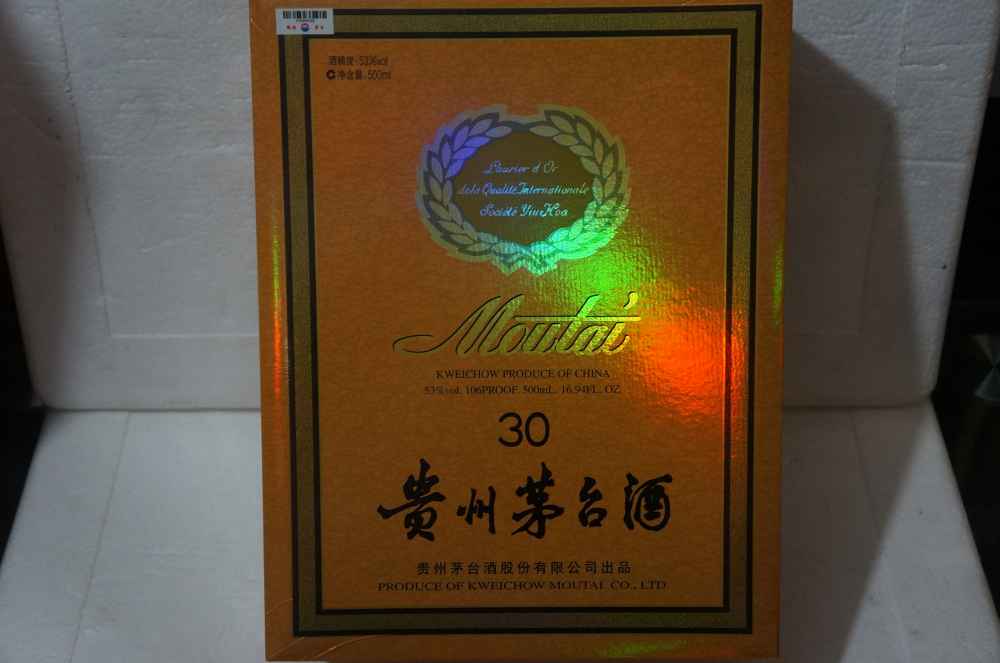 酒精度:53%vol
净含量:500ml
Laurier d'Or
de la Qualité Internationale
Société Yiu Hoa
Moutai
KWEICHOW PRODUCE OF CHINA
53%vol. 106PROOF. 500mL. 16.94FL. OZ
30
贵州茅台酒
贵州茅台酒股份有限公司出品
PRODUCE OF KWEICHOW MOUTAI CO., LTD